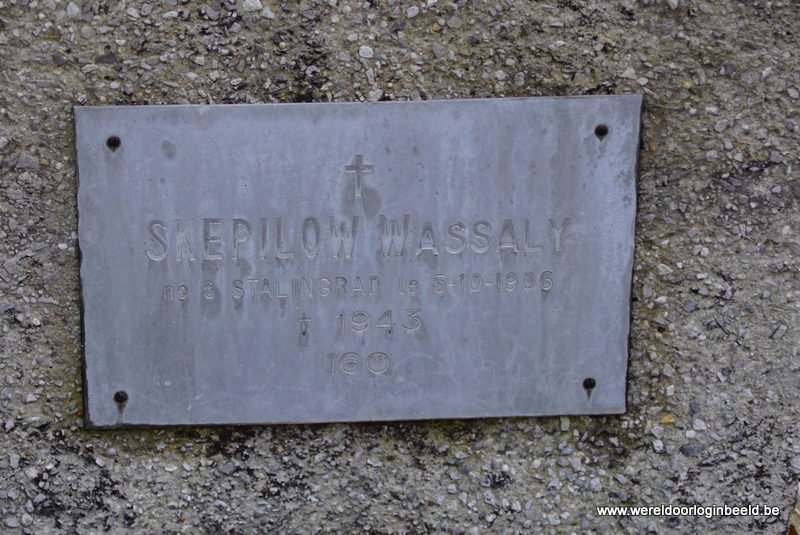 ✝
SKEPILOW WASSALY
né à STALINGRAD le 5-10-1906
† 1943
160
www.wereldoorloginbeeld.be